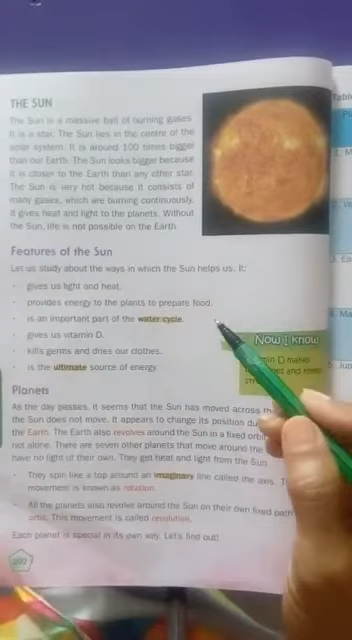 THE SUN
The Sun is a massive ball of burning gases.
It is a star. The Sun lies in the centre of the
solar system. It is around 100 times bigger
than our Earth. The Sun looks bigger because
it is closer to the Earth than any other star.
The Sun is very hot because it consists of
many gases, which are burning continuously.
It gives heat and light to the planets. Without
the Sun, life is not possible on the Earth.
Features of the Sun
Let us study about the ways in which the Sun helps us. It:
· gives us light and heat.
· provides energy to the plants to prepare food.
· is an important part of the water cycle.
· gives us vitamin D.
· kills germs and dries our clothes.
· is the ultimate source of energy.
Now I know
min D makes
Planets
As the day passes, it seems that the Sun has moved across
the Sun does not move. It appears to change its position
the Earth. The Earth also revolves around the Sun in a fixed orbit
not alone. There are seven other planets that move around the
have no light of their own. They get heat and light from the Sun.
· They spin like a top around an imaginary line called the axis.
movement is known as rotation.
· All the planets also revolve around the Sun on their own fixed path
orbit. This movement is called revolution.
Each planet is special in its own way. Let's find out!
Table